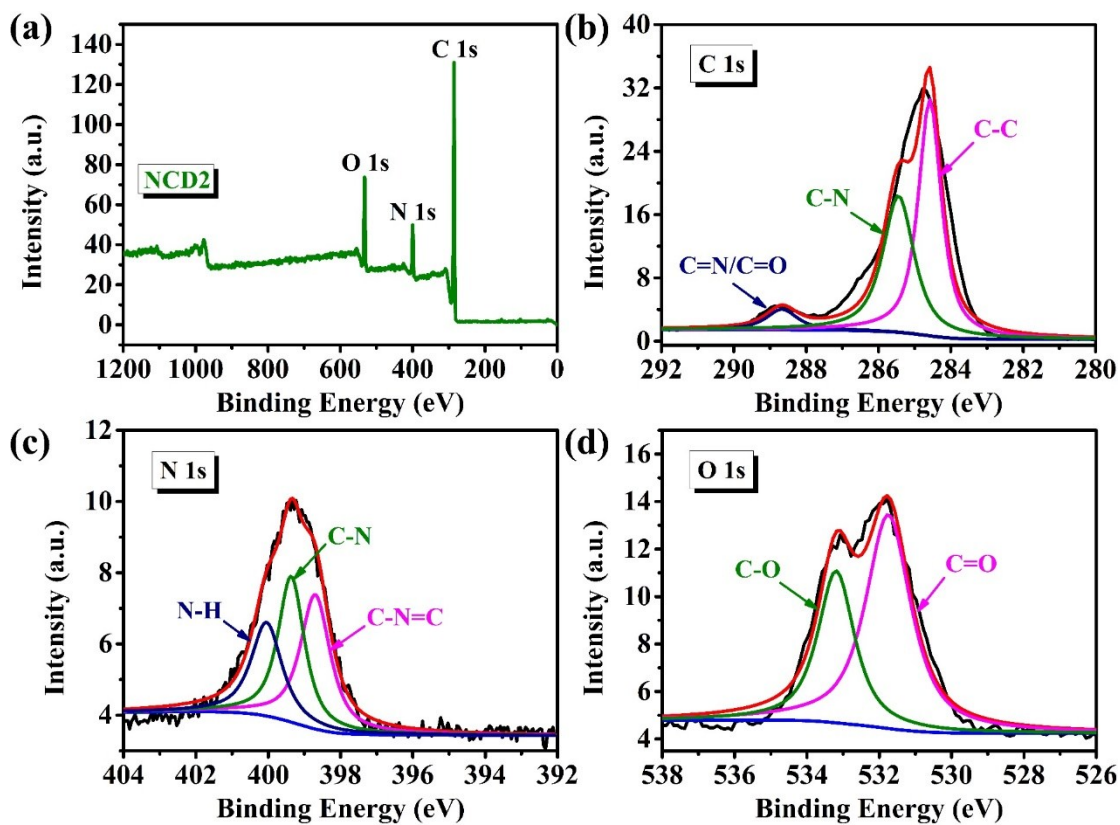 (a)
140
120
100
80
60
40
20
0
Intensity (a.u.)
C 1s
O 1s
N 1s
NCD2
1200 1000 800 600 400 200 0
Binding Energy (eV)
(b)
36
32
24
16
8
0
Intensity (a.u.)
C 1s
C-C
C-N
C=N/C=O
292 290 288 286 284 282 280
Binding Energy (eV)
(c)
12
10
8
6
4
Intensity (a.u.)
N 1s
C-N
N-H
C-N=C
404 402 400 398 396 394 392
Binding Energy (eV)
(d)
16
14
12
10
8
6
4
Intensity (a.u.)
O 1s
C-O
C=O
538 536 534 532 530 528 526
Binding Energy (eV)